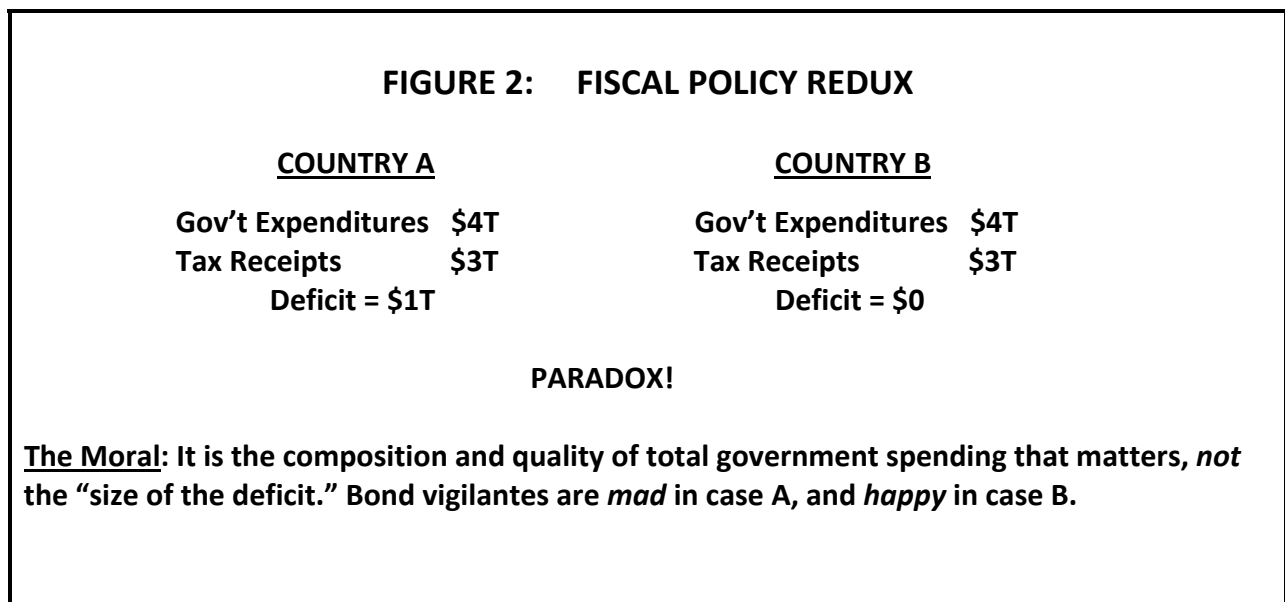 FIGURE 2: FISCAL POLICY REDUX
COUNTRY A COUNTRY B
Gov’t Expenditures $4T Gov’t Expenditures $4T
Tax Receipts $3T Tax Receipts $3T
Deficit = $1T Deficit = $0
PARADOX!
The Moral: It is the composition and quality of total government spending that matters, not
the “size of the deficit.” Bond vigilantes are mad in case A, and happy in case B.